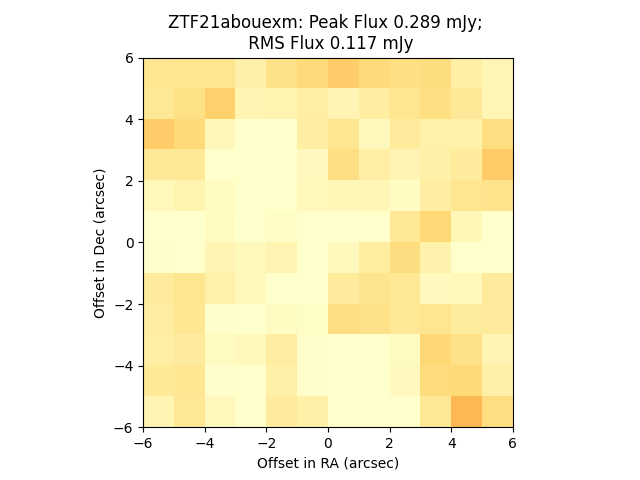 ZTF21abouexm: Peak Flux 0.289 mJy;
RMS Flux 0.117 mJy
6
4
2
0
−2
−4
−6
Offset in Dec (arcsec)
−6 −4 −2 0 2 4 6
Offset in RA (arcsec)